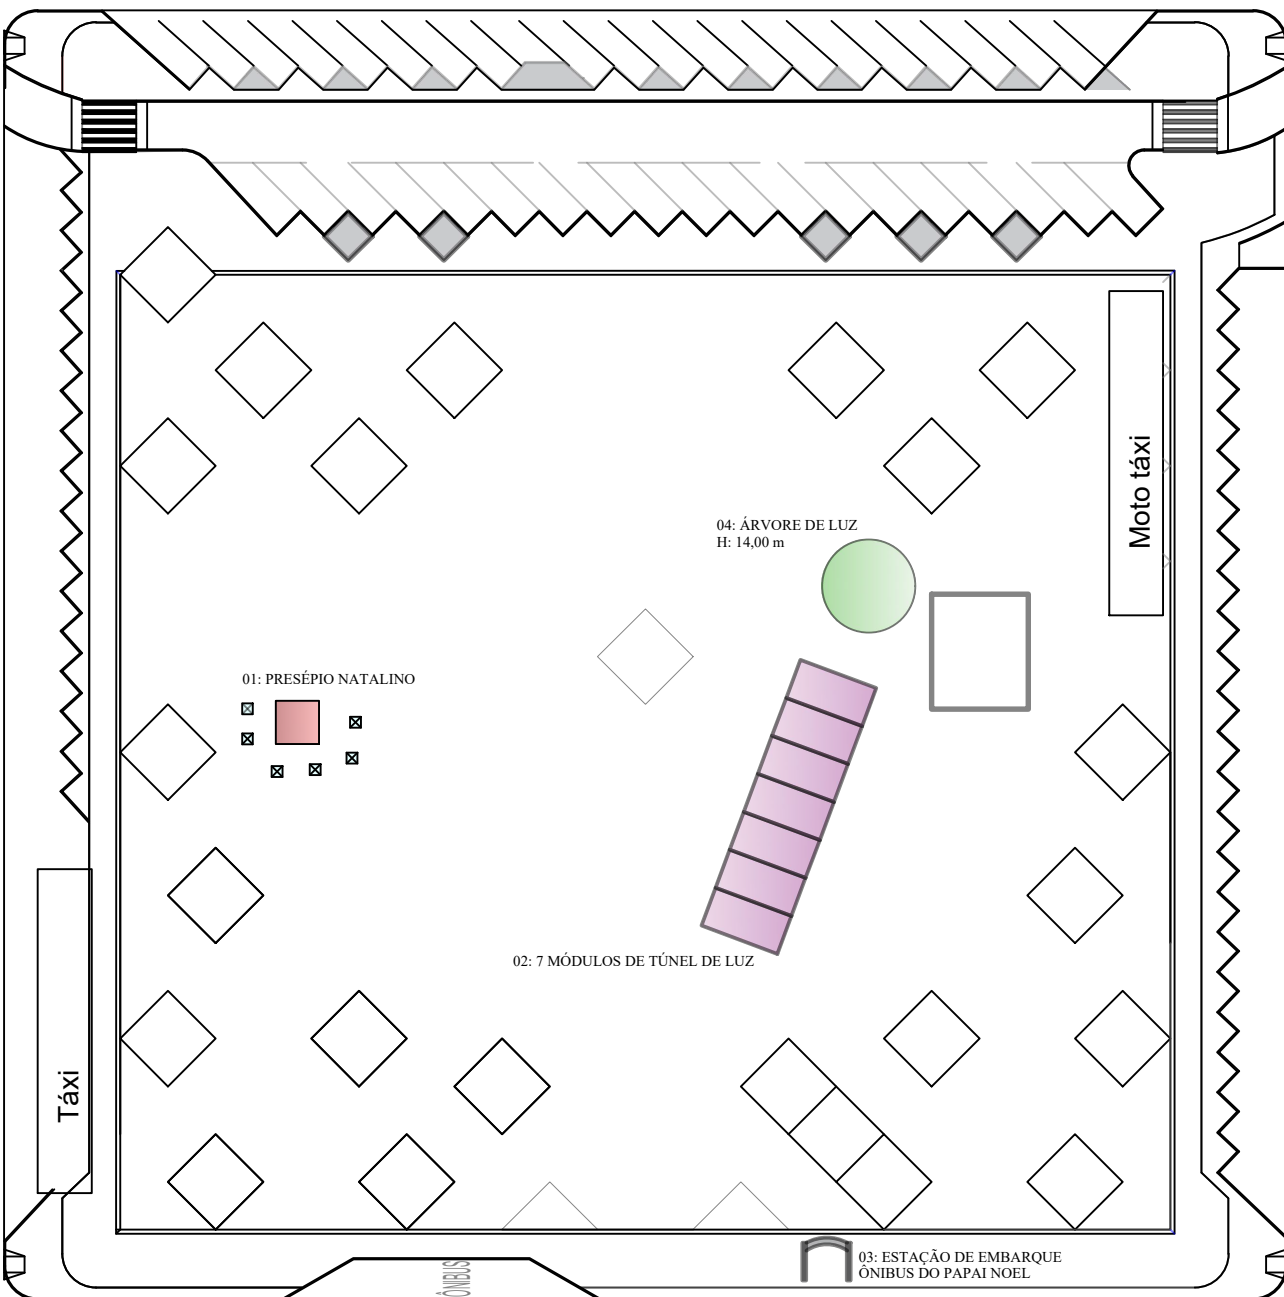 04: ÁRVORE DE LUZ
H: 14,00 m
Moto táxi
01: PRESÉPIO NATALINO
02: 7 MÓDULOS DE TÚNEL DE LUZ
Táxi
03: ESTAÇÃO DE EMBARQUE
ÔNIBUS DO PAPAI NOEL
ÔNIBUS